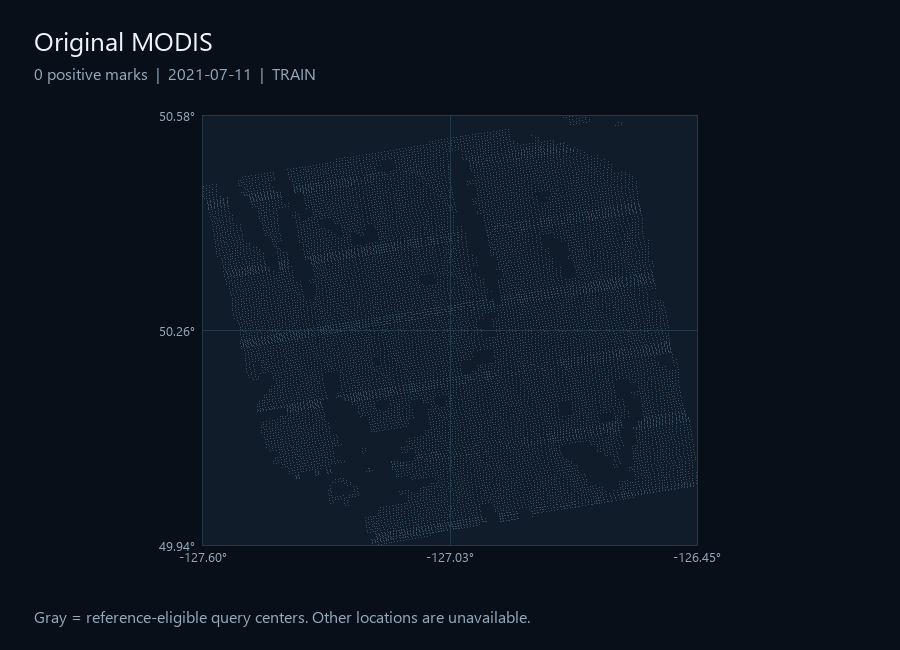 Original MODIS
0 positive marks | 2021-07-11 | TRAIN
50.58°
50.26°
49.94°
-127.60°
-127.03°
-126.45°
Gray = reference-eligible query centers. Other locations are unavailable.